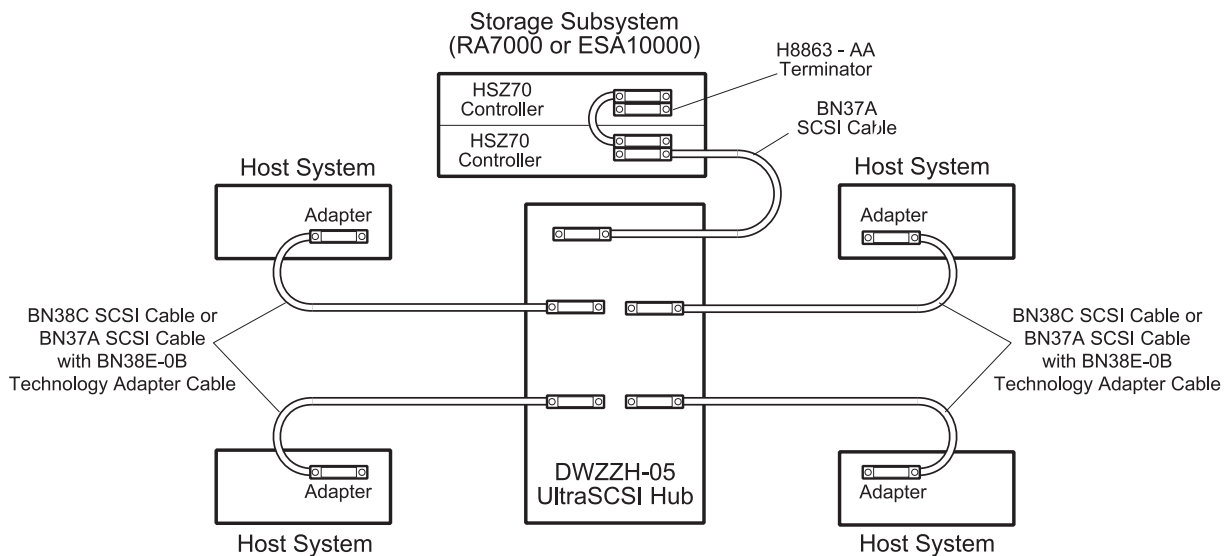 Storage Subsystem
(RA7000 or ESA10000)
H8863 - AA
Terminator
HSZ70
Controller
BN37A
SCSI Cable
HSZ70
Controller
Host System
Host System
Adapter
Adapter
BN38C SCSI Cable or
BN37A SCSI Cable
with BN38E-0B
Technology Adapter Cable
BN38C SCSI Cable or
BN37A SCSI Cable
with BN38E-0B
Technology Adapter Cable
DWZZH-05
UltraSCSI Hub
Adapter
Adapter
Host System
Host System